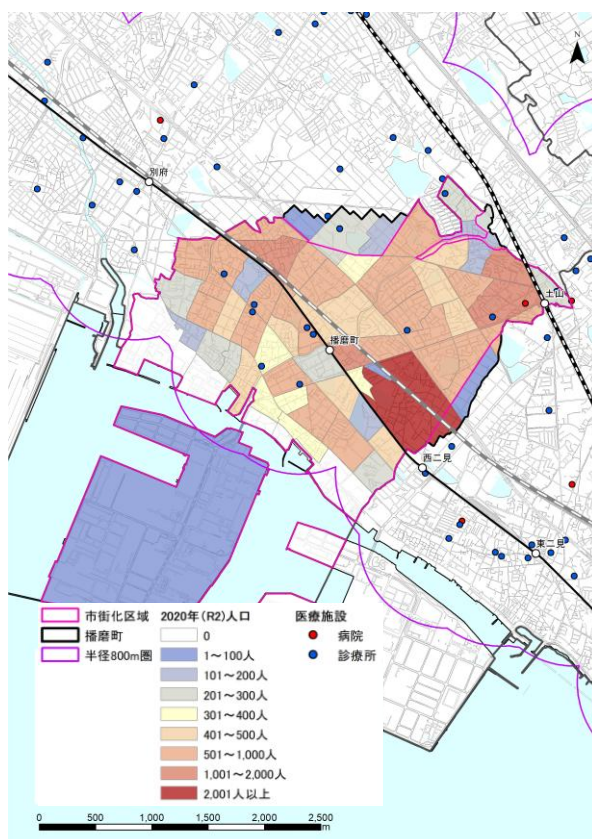 N
別府
土山
播磨町
西二見
東二見
市街化区域
播磨町
半径800m圏
2020年(R2)人口
0
1～100人
101～200人
201～300人
301～400人
401～500人
501～1,000人
1,001～2,000人
2,001人以上
医療施設
病院
診療所
0 500 1,000 1,500 2,000 2,500
m